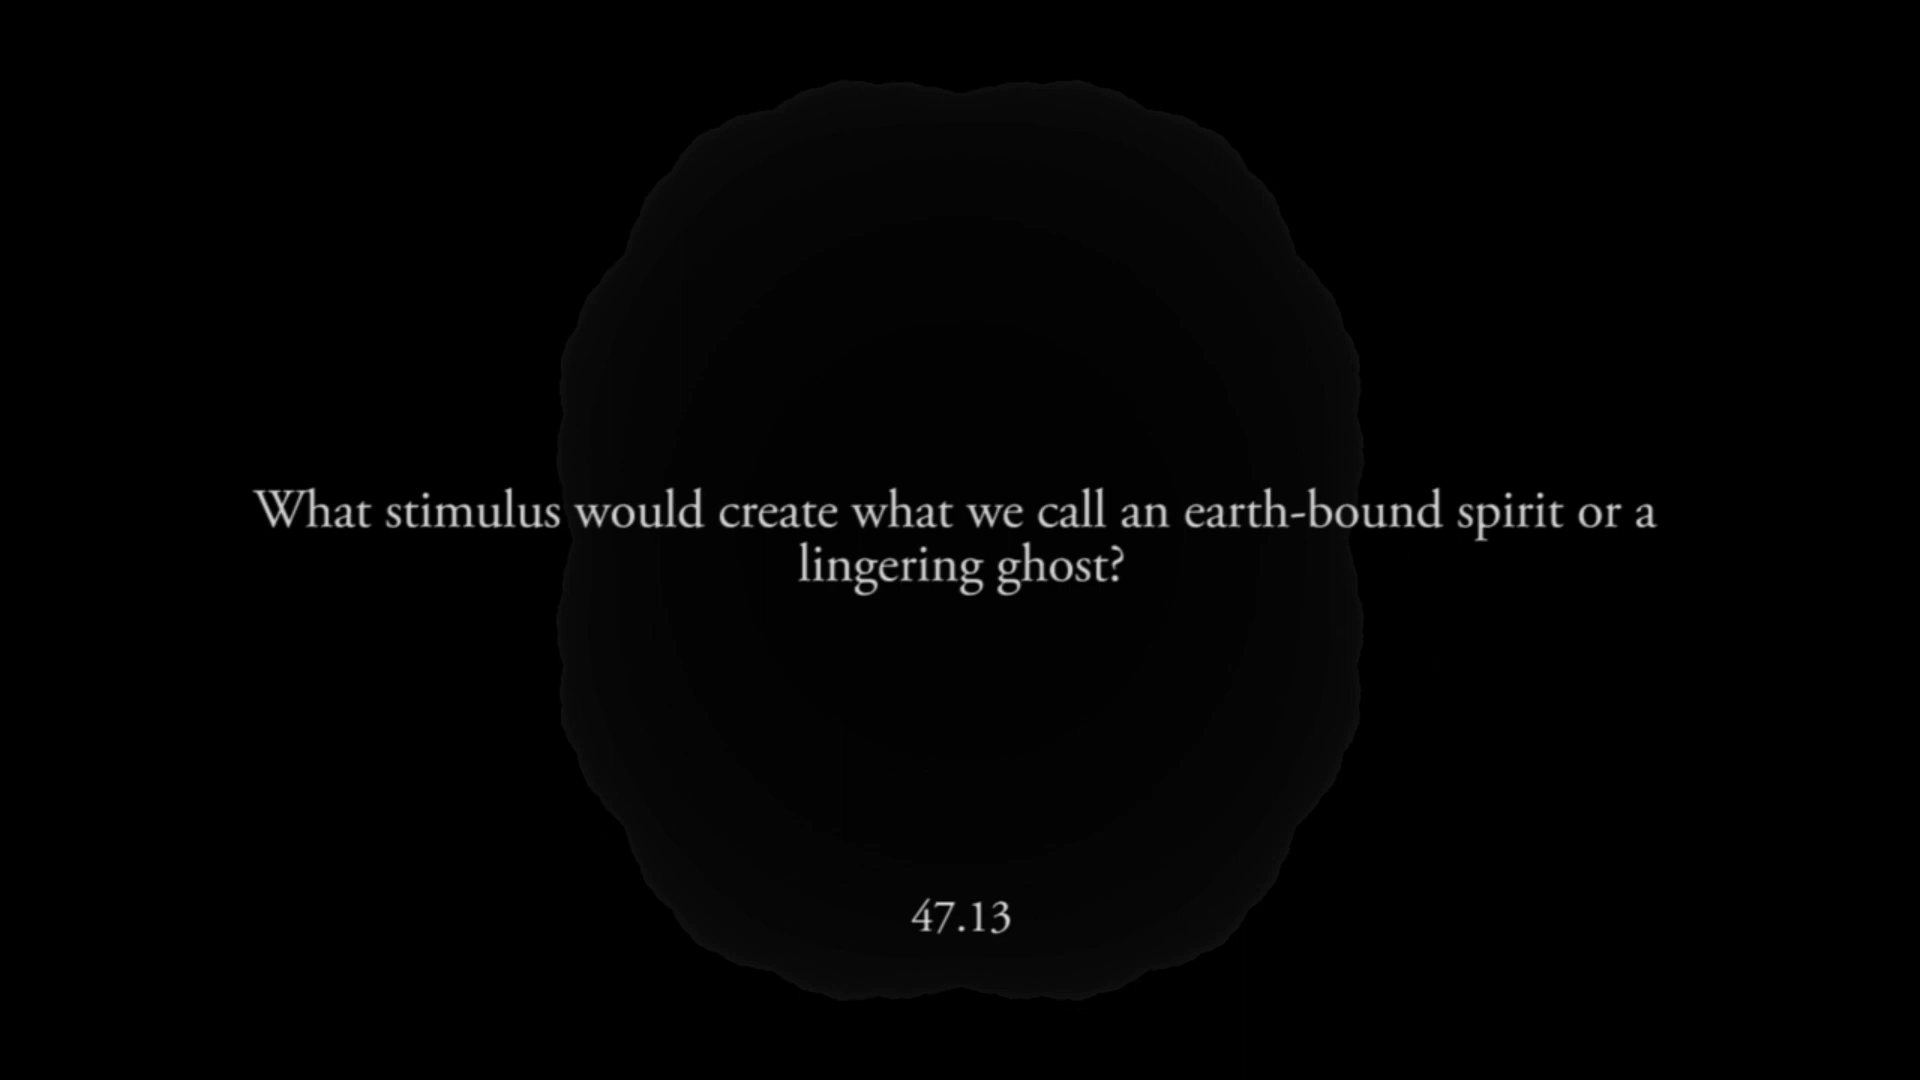 What stimulus would create what we call an earth-bound spirit or a
lingering ghost?
47.13